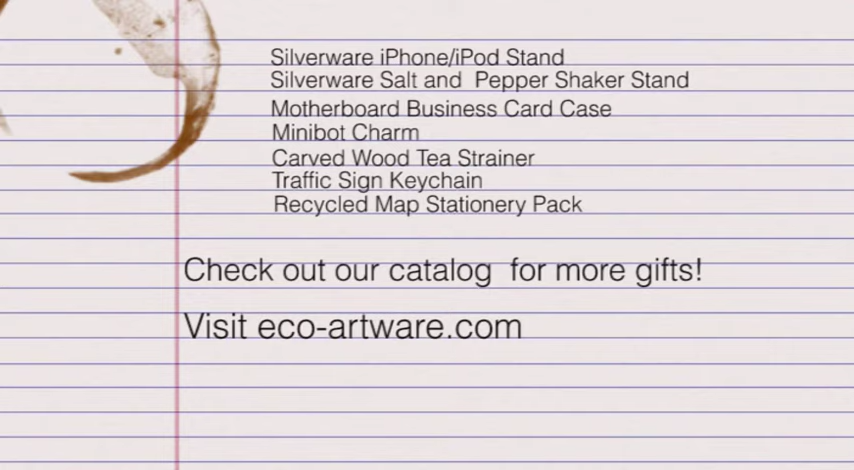 Silverware iPhone/iPod Stand
Silverware Salt and  Pepper Shaker Stand
Motherboard Business Card Case
Minibot Charm
Carved Wood Tea Strainer
Traffic Sign Keychain
Recycled Map Stationery Pack
Check out our catalog  for more gifts!
Visit eco-artware.com